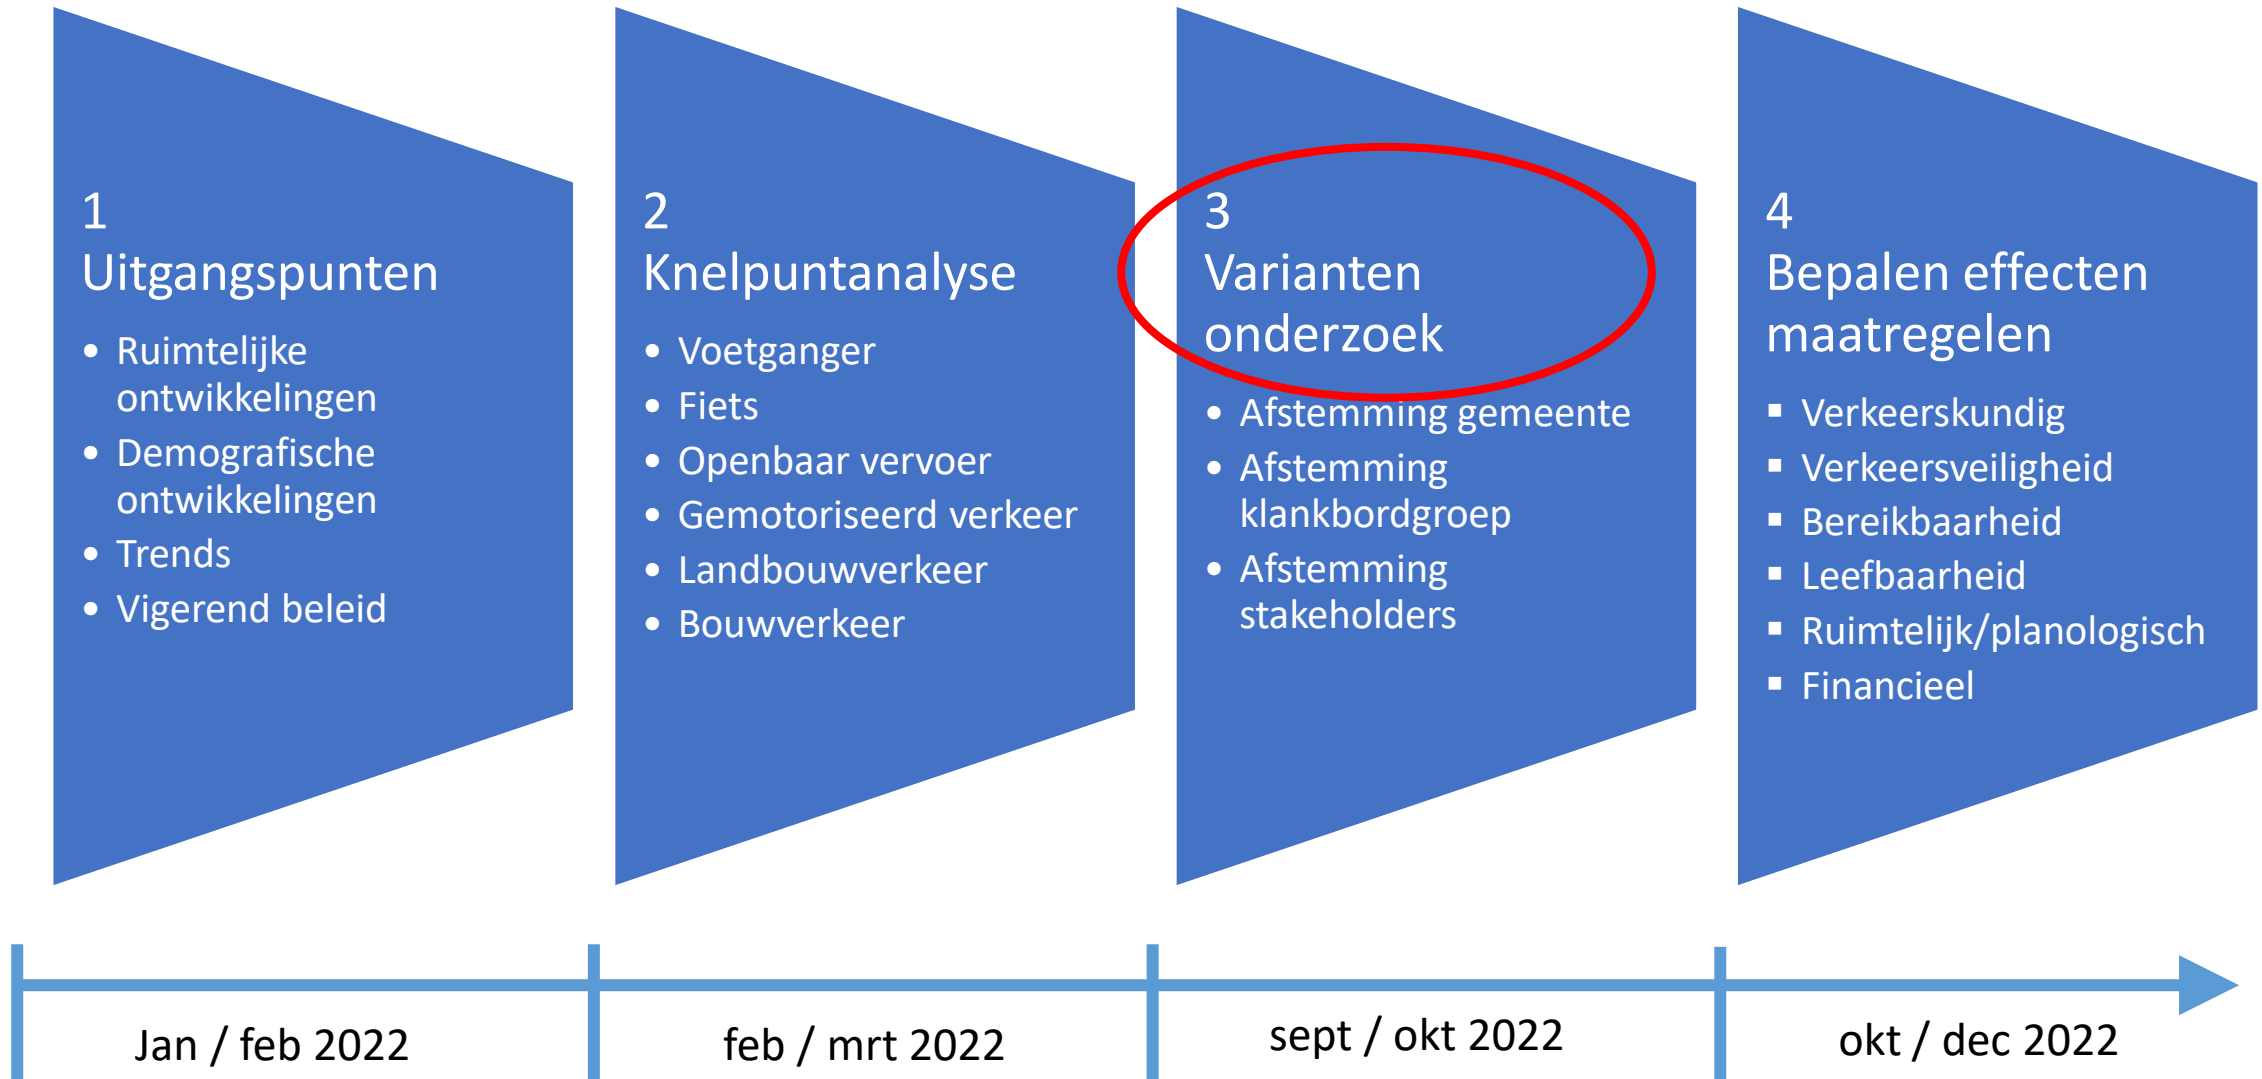 1
Uitgangspunten
• Ruimtelijke
ontwikkelingen
• Demografische
ontwikkelingen
• Trends
• Vigerend beleid
2
Knelpuntanalyse
• Voetganger
• Fiets
• Openbaar vervoer
• Gemotoriseerd verkeer
• Landbouwverkeer
• Bouwverkeer
3
Varianten
onderzoek
• Afstemming gemeente
• Afstemming
klankbordgroep
• Afstemming
stakeholders
4
Bepalen effecten
maatregelen
▪ Verkeerskundig
▪ Verkeersveiligheid
▪ Bereikbaarheid
▪ Leefbaarheid
▪ Ruimtelijk/planologisch
▪ Financieel
Jan / feb 2022
feb / mrt 2022
sept / okt 2022
okt / dec 2022